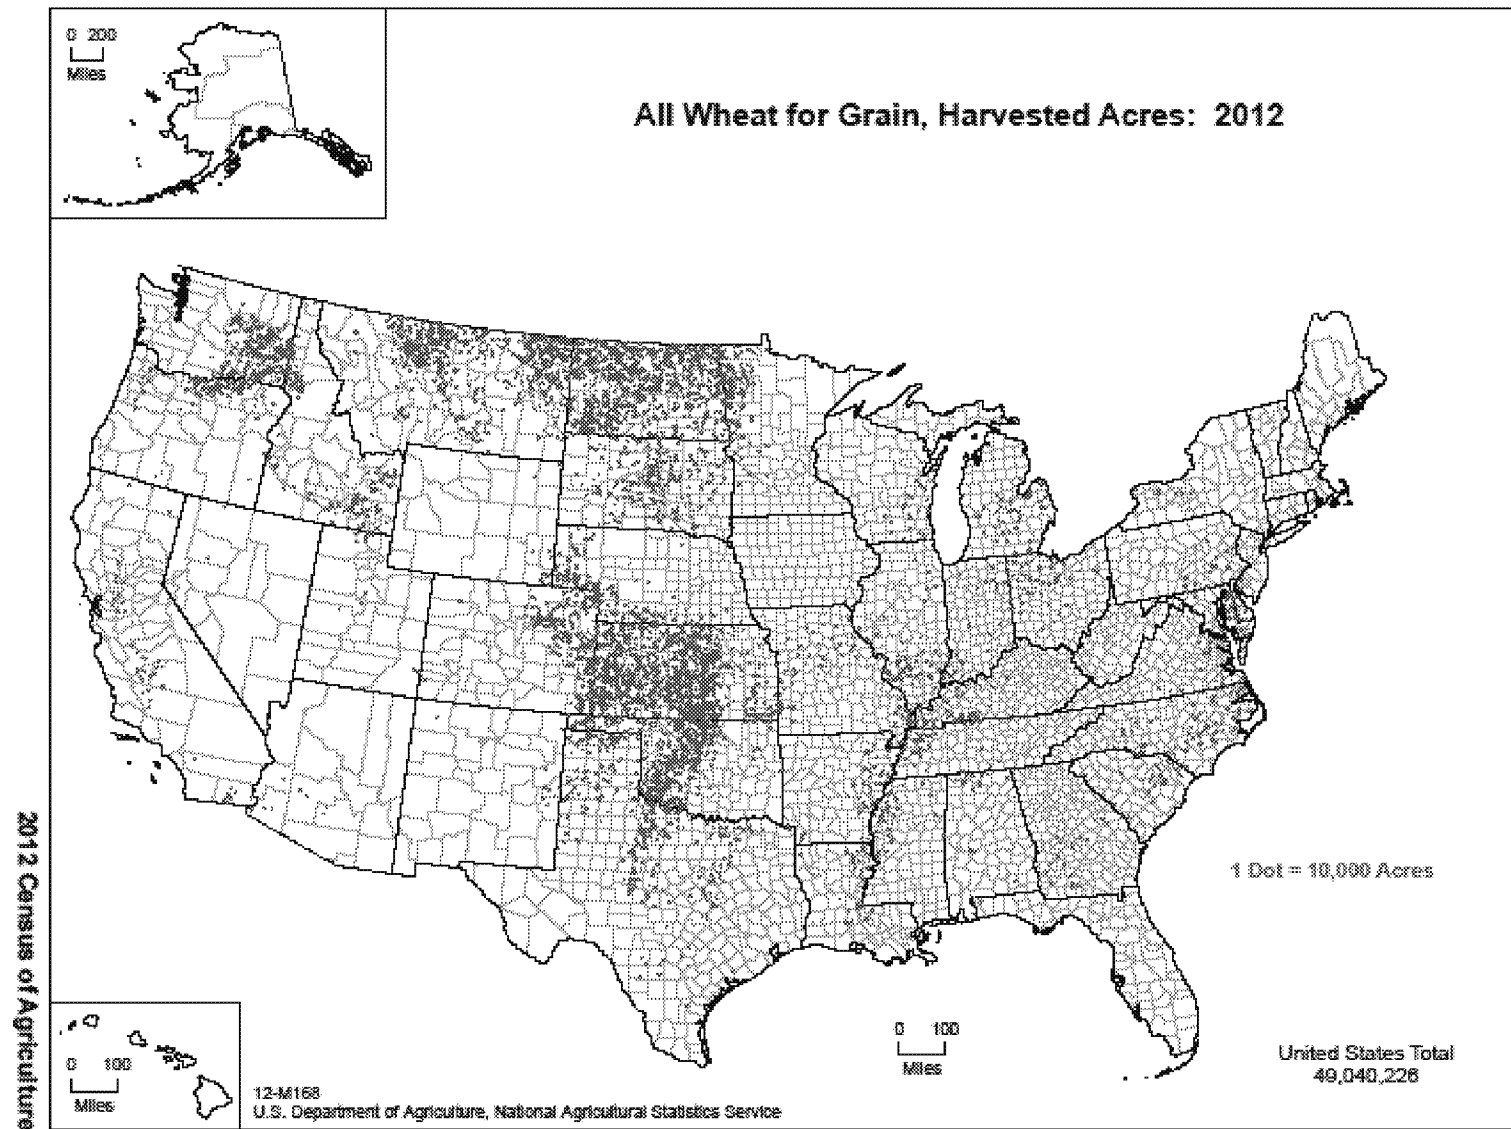 0 200
Miles
All Wheat for Grain, Harvested Acres: 2012
1 Dot = 10,000 Acres
0 100
Miles
0 100
Miles
United States Total
49,040,226
12-M168
U.S. Department of Agriculture, National Agricultural Statistics Service
2012 Census of Agriculture